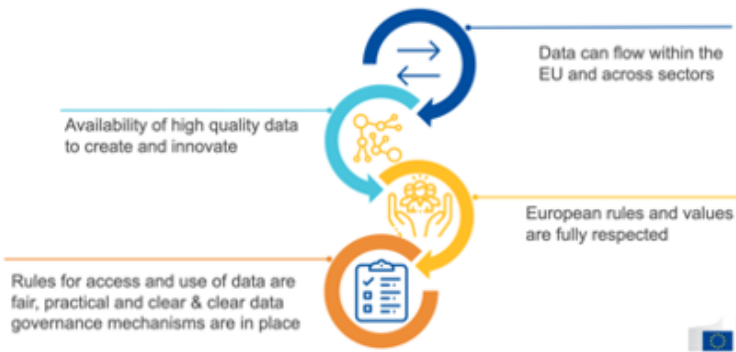 Data can flow within the
EU and across sectors
Availability of high quality data
to create and innovate
European rules and values
are fully respected
Rules for access and use of data are
fair, practical and clear & clear data
governance mechanisms are in place